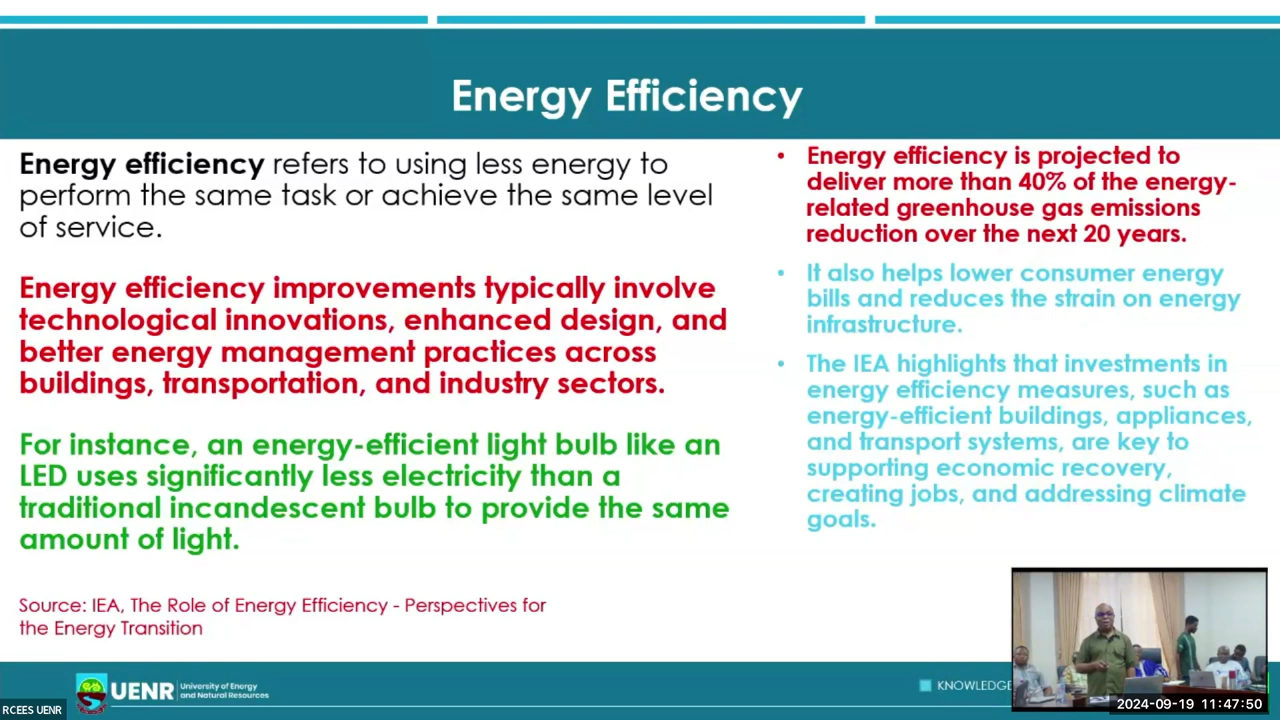 Energy Efficiency
Energy efficiency refers to using less energy to
perform the same task or achieve the same level
of service.
Energy efficiency improvements typically involve
technological innovations, enhanced design, and
better energy management practices across
buildings, transportation, and industry sectors.
For instance, an energy-efficient light bulb like an
LED uses significantly less electricity than a
traditional incandescent bulb to provide the same
amount of light.
Source: IEA, The Role of Energy Efficiency - Perspectives for
the Energy Transition
• Energy efficiency is projected to
deliver more than 40% of the energy-
related greenhouse gas emissions
reduction over the next 20 years.
• It also helps lower consumer energy
bills and reduces the strain on energy
infrastructure.
• The IEA highlights that investments in
energy efficiency measures, such as
energy-efficient buildings, appliances,
and transport systems, are key to
supporting economic recovery,
creating jobs, and addressing climate
goals.
UENR
University of Energy
and Natural Resources
KNOWLEDGE
RCEES UENR
2024-09-19 11:47:50